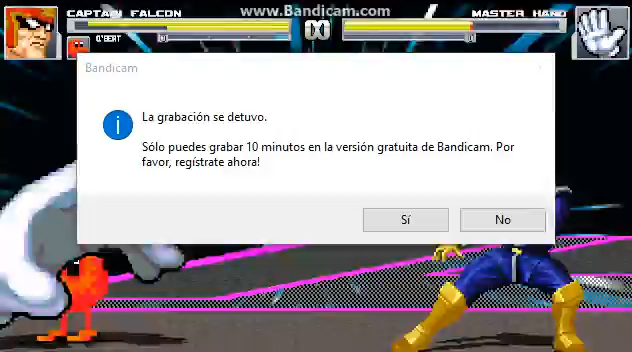 www.Bandicam.com
CAPTAIN FALCON
MASTER HAND
Q'BERT
Bandicam
La grabación se detuvo.
Sólo puedes grabar 10 minutos en la versión gratuita de Bandicam. Por
favor, regístrate ahora!
Sí
No